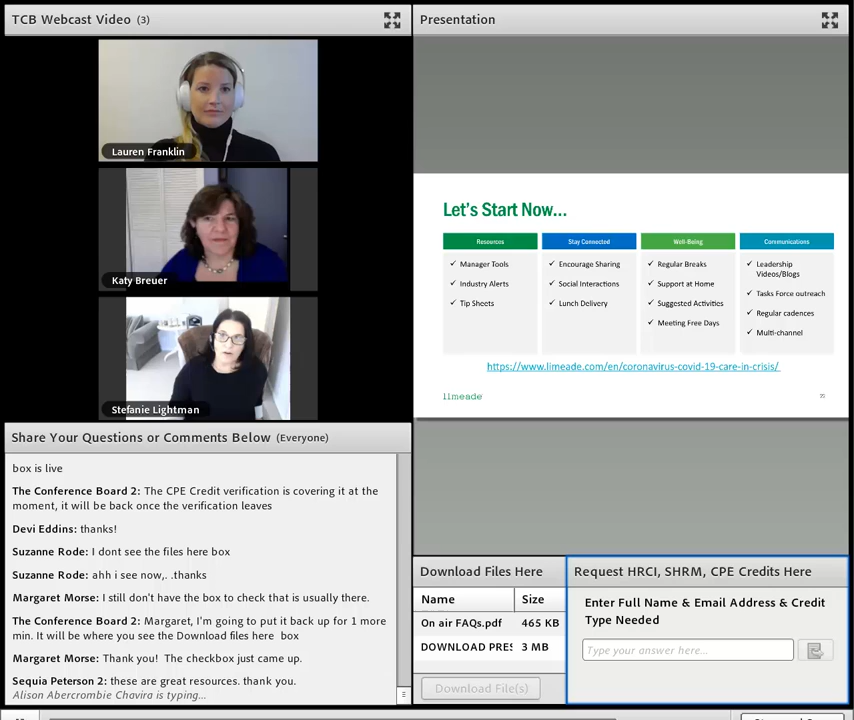 TCB Webcast Video (3)
Lauren Franklin
Katy Breuer
Stefanie Lightman
Share Your Questions or Comments Below (Everyone)
box is live
The Conference Board 2: The CPE Credit verification is covering it at the
moment, it will be back once the verification leaves
Devi Eddins: thanks!
Suzanne Rode: I dont see the files here box
Suzanne Rode: ahh i see now,. .thanks
Margaret Morse: I still don't have the box to check that is usually there.
The Conference Board 2: Margaret, I'm going to put it back up for 1 more
min. It will be where you see the Download files here box
Margaret Morse: Thank you! The checkbox just came up.
Sequia Peterson 2: these are great resources. thank you.
Alison Abercrombie Chavira is typing...
Presentation
Let's Start Now...
Resources
✓ Manager Tools
✓ Industry Alerts
✓ Tip Sheets
Stay Connected
✓ Encourage Sharing
✓ Social Interactions
✓ Lunch Delivery
Well-Being
✓ Regular Breaks
✓ Support at Home
✓ Suggested Activities
✓ Meeting Free Days
Communications
✓ Leadership
Videos/Blogs
✓ Tasks Force outreach
✓ Regular cadences
✓ Multi-channel
https://www.limeade.com/en/coronavirus-covid-19-care-in-crisis/
limeade
Download Files Here
Name Size
On air FAQs.pdf 465 KB
DOWNLOAD PRES 3 MB
Download File(s)
Request HRCI, SHRM, CPE Credits Here
Enter Full Name & Email Address & Credit
Type Needed
Type your answer here...